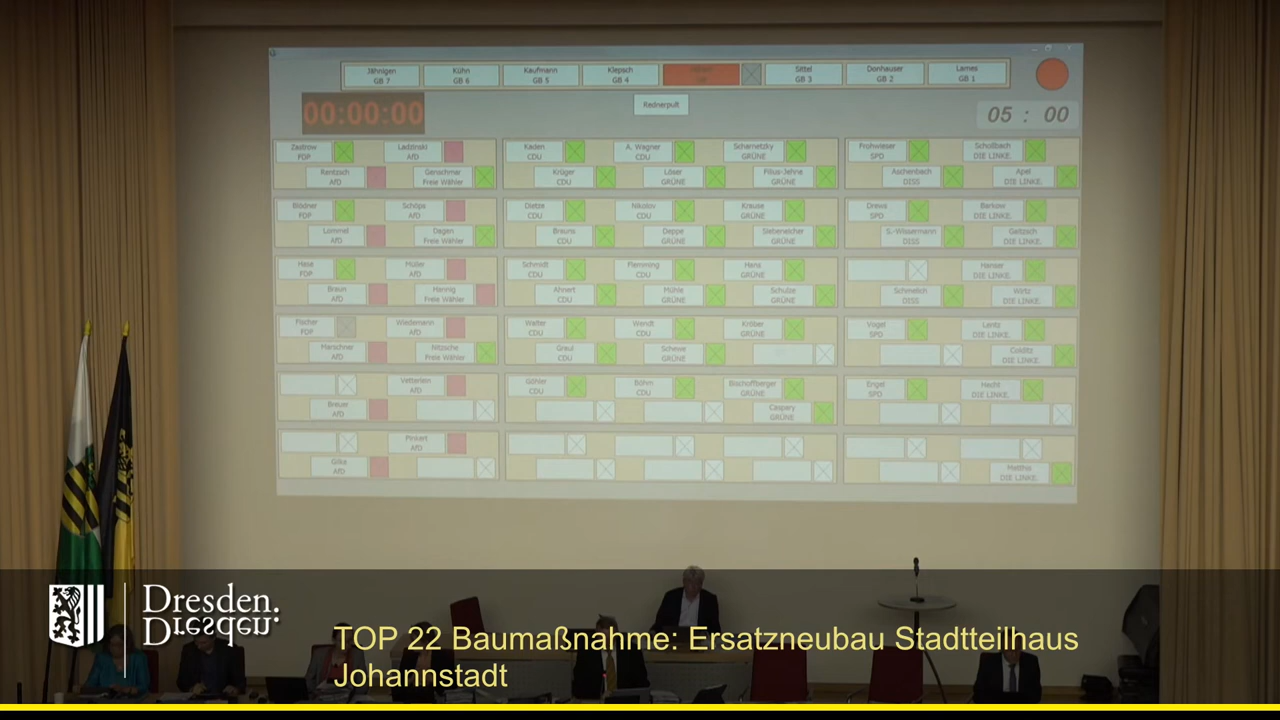 Jähnigen GB 7
Kühn GB 6
Kaufmann GB 5
Klepsch GB 4
Sittel GB 3
Donhauser GB 2
Lames GB 1
00:00:00
Rednerpult
05 : 00
Zastrow FDP
Ladzinski AfD
Kaden CDU
A. Wagner CDU
Scharnetzky GRÜNE
Frohwieser SPD
Schollbach DIE LINKE.
Rentzsch AfD
Genschmar Freie Wähler
Krüger CDU
Löser GRÜNE
Filius-Jehne GRÜNE
Aschenbach DISS
Apel DIE LINKE.
Blödner FDP
Schöps AfD
Dietze CDU
Nikolov CDU
Krause GRÜNE
Drews SPD
Barkow DIE LINKE.
Lommel AfD
Dagen Freie Wähler
Brauns CDU
Deppe GRÜNE
Siebeneicher GRÜNE
S.-Wissermann DISS
Gaitzsch DIE LINKE.
Hase FDP
Müller AfD
Schmidt CDU
Flemming CDU
Hans GRÜNE
Hanser DIE LINKE.
Braun AfD
Hannig Freie Wähler
Ahnert CDU
Mühle GRÜNE
Schulze GRÜNE
Schmelich DISS
Wirtz DIE LINKE.
Fischer FDP
Wiedemann AfD
Walter CDU
Wendt CDU
Kröber GRÜNE
Vogel SPD
Lentz DIE LINKE.
Marschner AfD
Nitzsche Freie Wähler
Graul CDU
Schewe GRÜNE
Colditz DIE LINKE.
Vetterlein AfD
Göhler CDU
Böhm CDU
Bischoffberger GRÜNE
Engel SPD
Hecht DIE LINKE.
Breuer AfD
Caspary GRÜNE
Pinkert AfD
Gilke AfD
Matthis DIE LINKE.
Dresden.
Dresden.
TOP 22 Baumaßnahme: Ersatzneubau Stadtteilhaus
Johannstadt